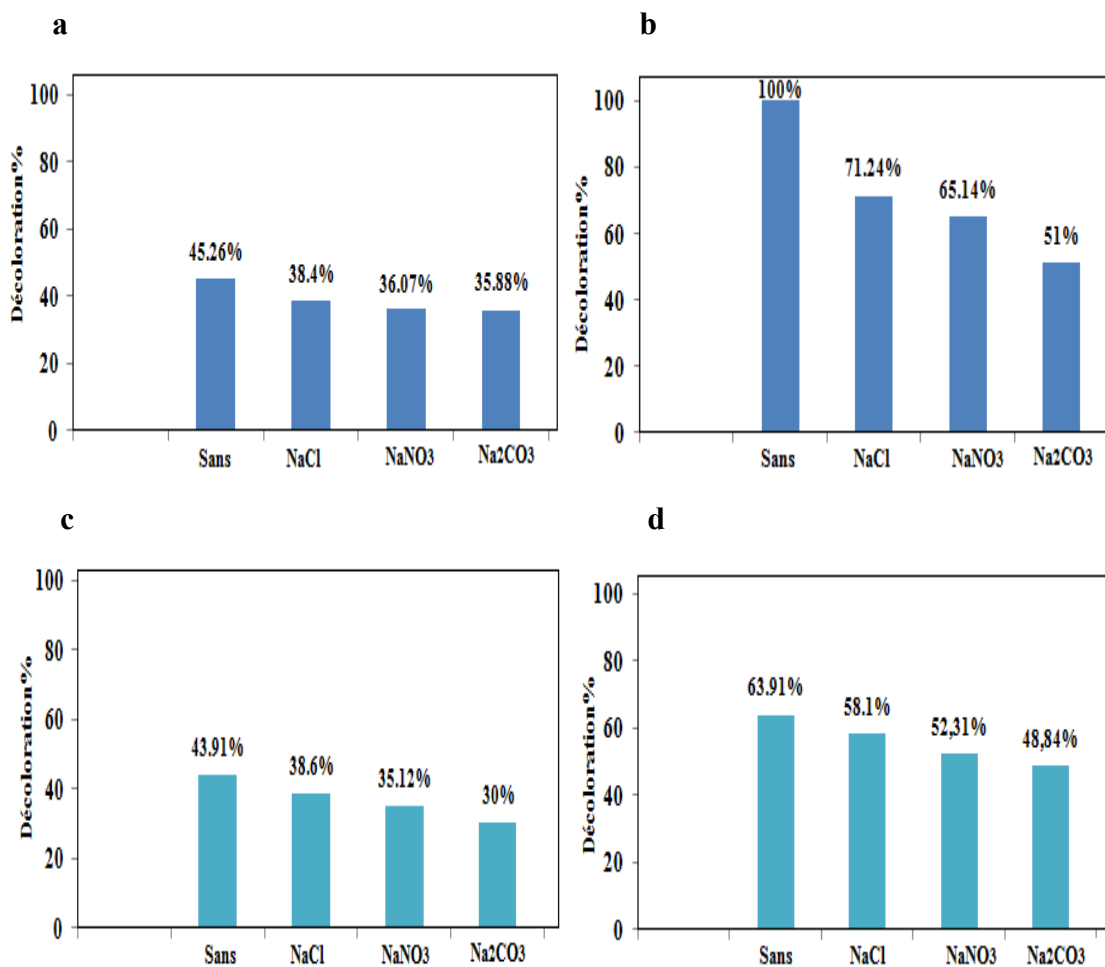 a
100
80
60
40
20
0
Décoloration%
45.26%
38.4%
36.07%
35.88%
Sans
NaCl
NaNO3
Na2CO3
b
100
80
60
40
20
0
Décoloration%
100%
71.24%
65.14%
51%
Sans
NaCl
NaNO3
Na2CO3
c
100
80
60
40
20
0
Décoloration%
43.91%
38.6%
35.12%
30%
Sans
NaCl
NaNO3
Na2CO3
d
100
80
60
40
20
0
Décoloration%
63.91%
58.1%
52,31%
48,84%
Sans
NaCl
NaNO3
Na2CO3